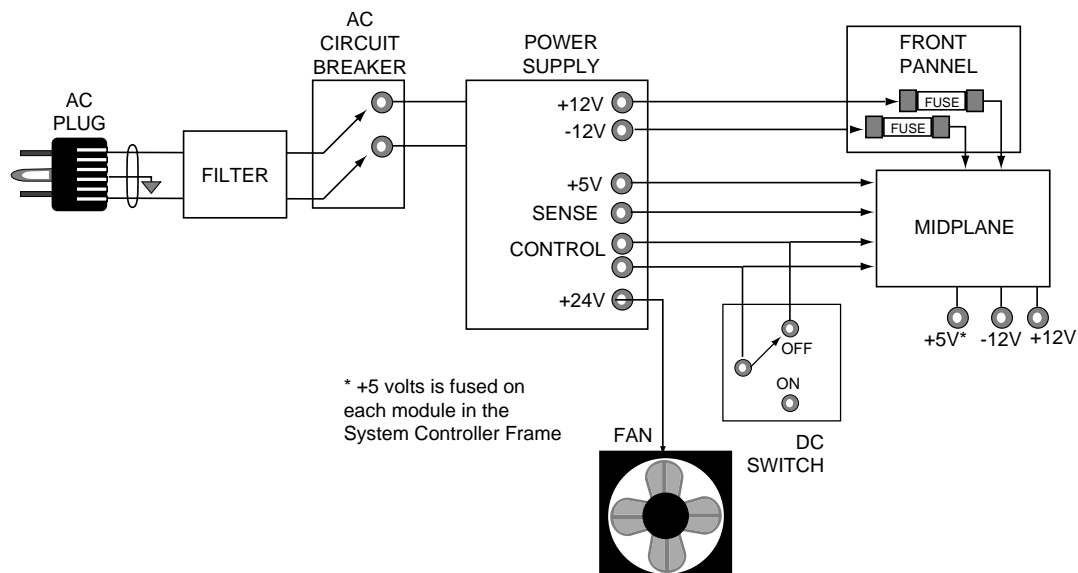 AC
PLUG
FILTER
AC
CIRCUIT
BREAKER
POWER
SUPPLY
+12V
-12V
+5V
SENSE
CONTROL
+24V
FRONT
PANNEL
FUSE
FUSE
MIDPLANE
+5V*
-12V
+12V
OFF
ON
DC
SWITCH
* +5 volts is fused on
each module in the
System Controller Frame
FAN